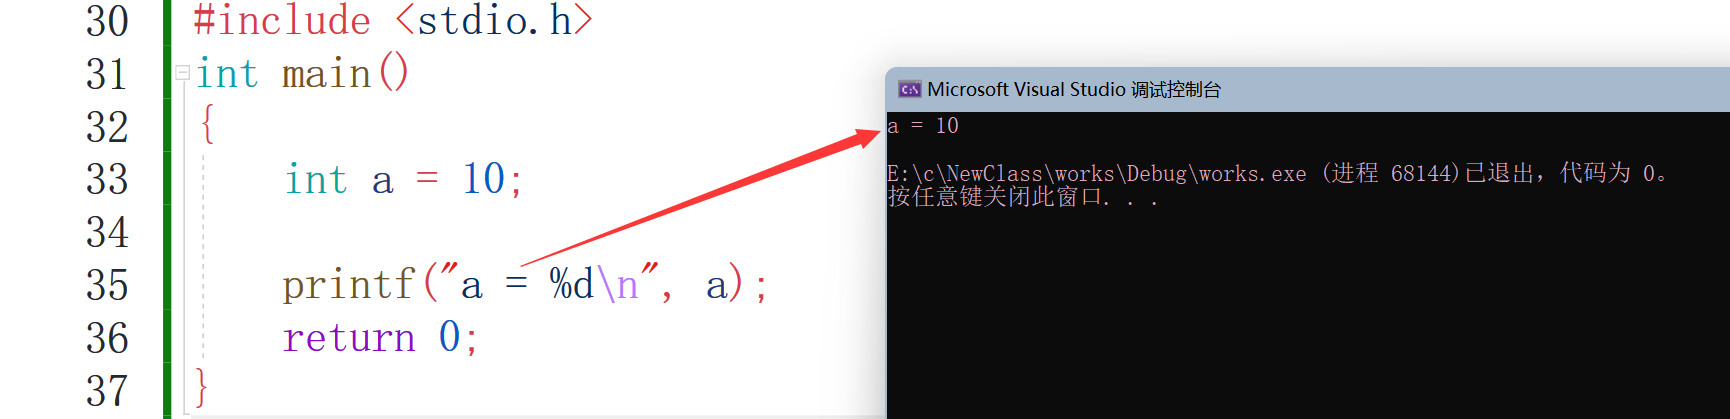 30 #include <stdio.h>
31 int main()
32 {
33 int a = 10;
34
35 printf("a = %d\n", a);
36 return 0;
37 }
Microsoft Visual Studio 调试控制台
a = 10
E:\c\NewClass\works\Debug\works.exe (进程 68144)已退出，代码为 0。
按任意键关闭此窗口. . .